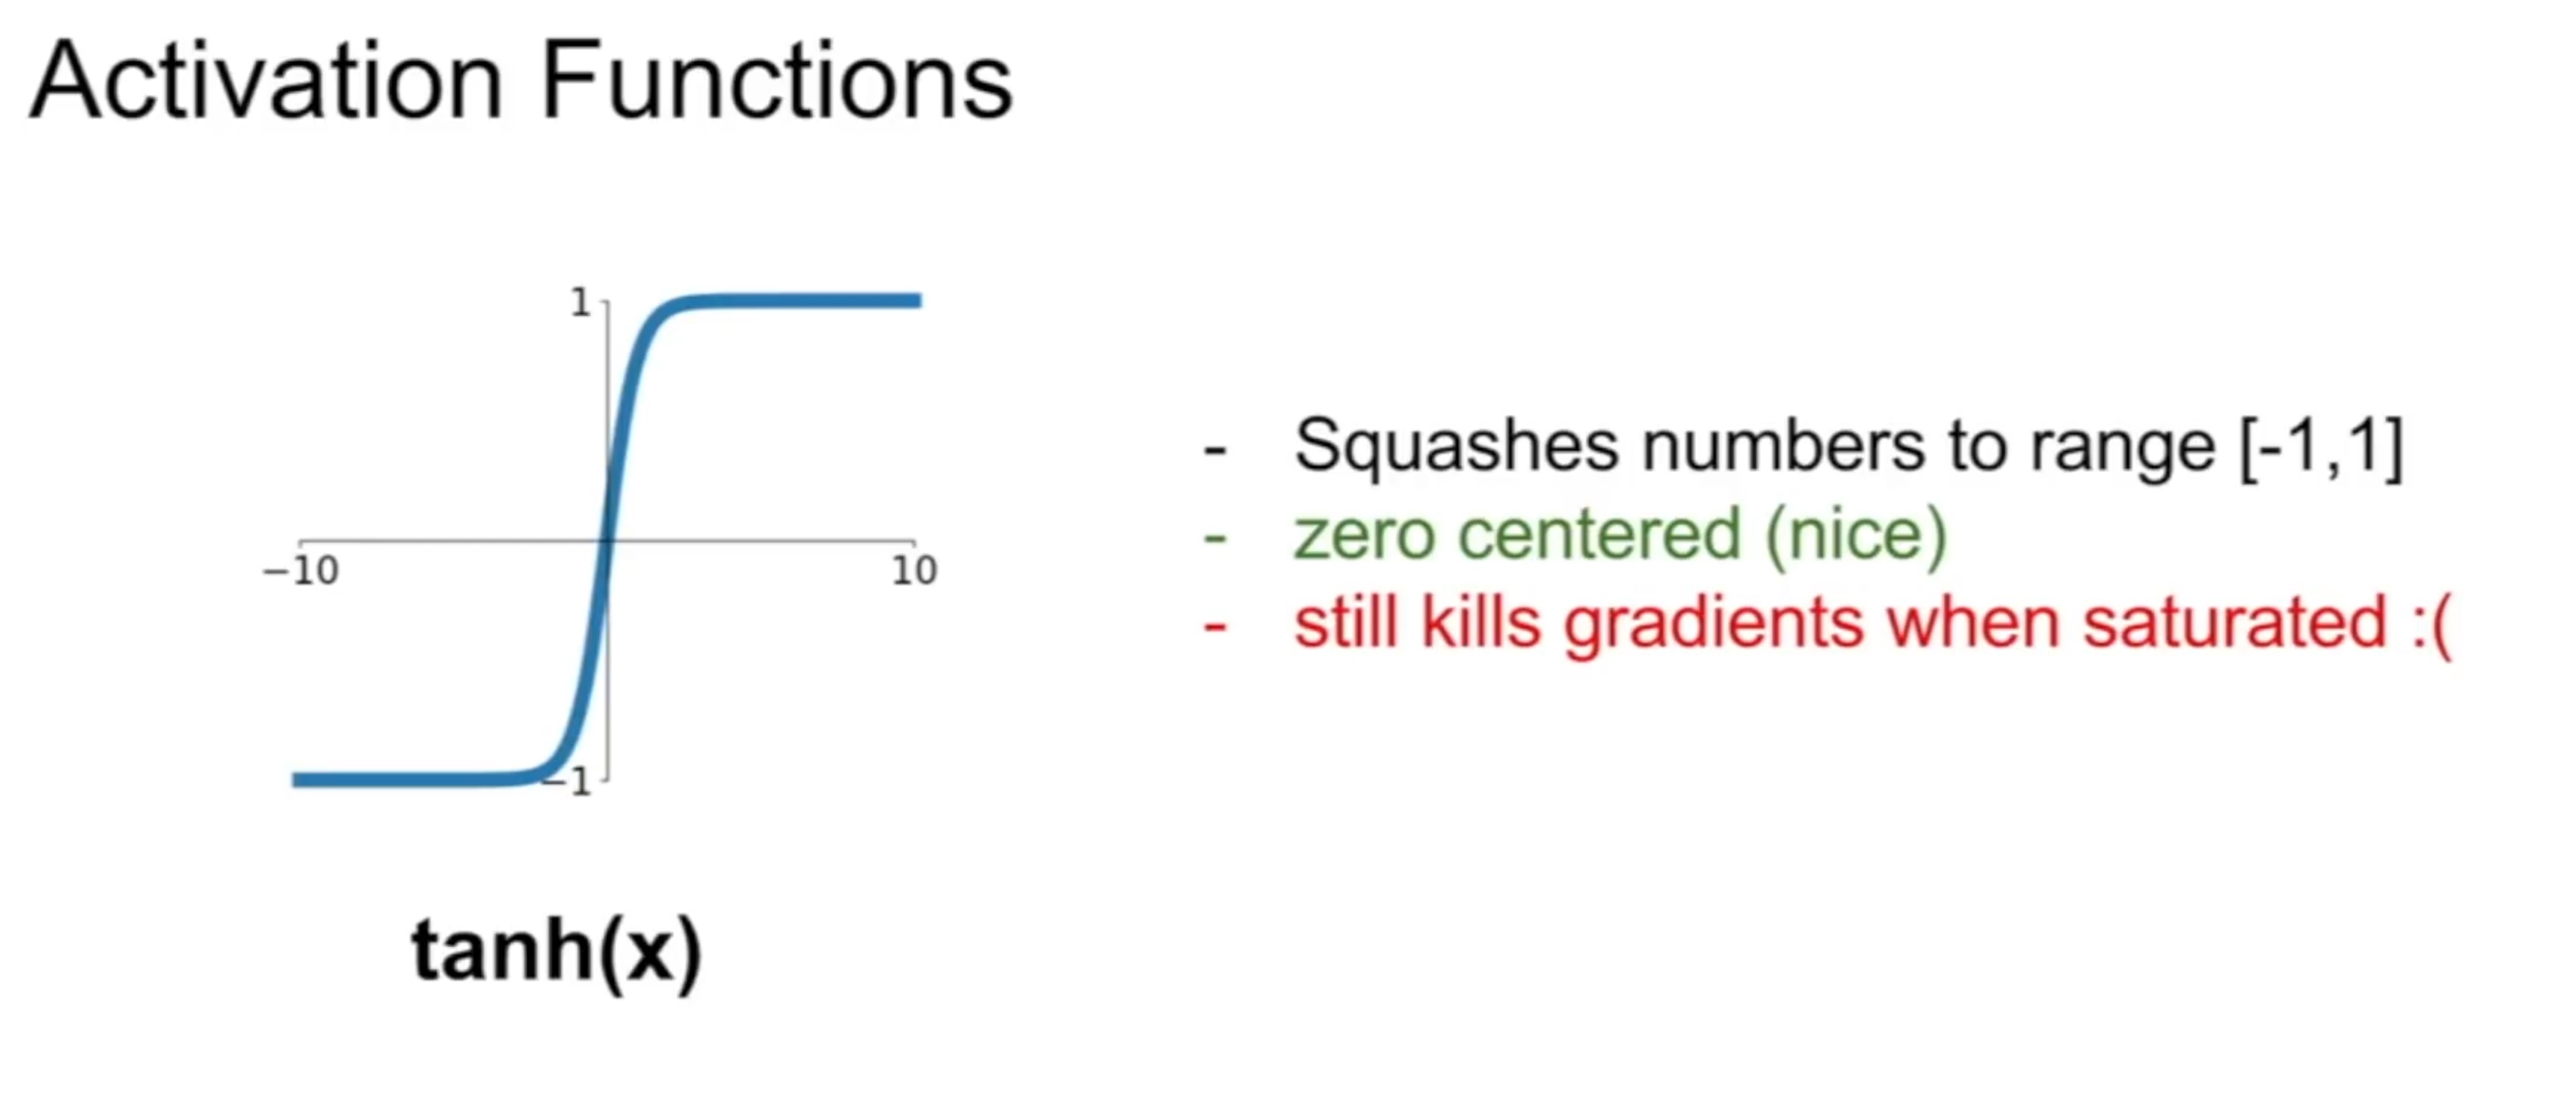 Activation Functions
1
−10
10
−1
- Squashes numbers to range [-1,1]
- zero centered (nice)
- still kills gradients when saturated :(
tanh(x)